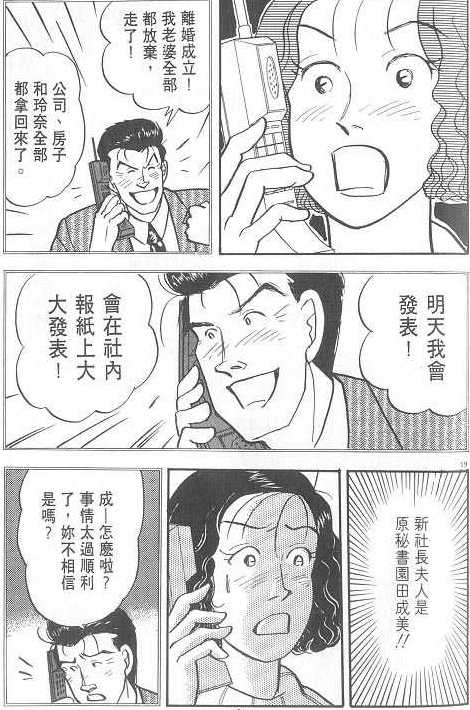 離婚成立！
我老婆全部
都放棄，
走了！
公司、房子
和玲奈全部
都拿回來了。
明天我會
發表！
會在社內
報紙上大
大發表！
19
新社長夫人是
原秘書園田成美!!
成—怎麼啦？
事情太過順利
了，妳不相信
是嗎？